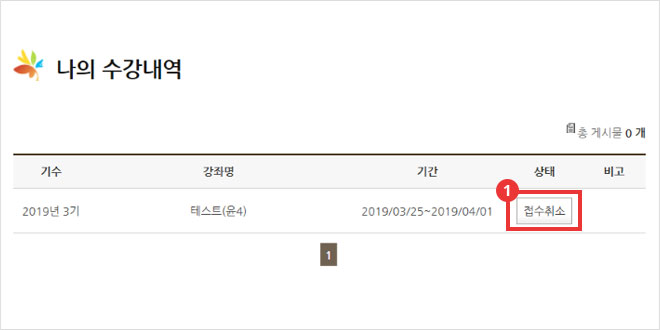 나의 수강내역
총 게시물 0 개
기수 강좌명 기간 상태 비고
1
2019년 3기 테스트(윤4) 2019/03/25~2019/04/01 접수취소
1